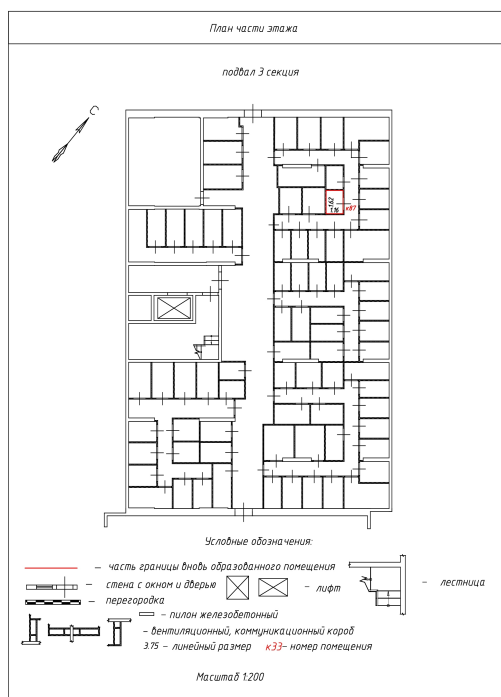 План части этажа
подвал 3 секция
С
1.62
1.16
к87
Условные обозначения:
— часть границы вновь образованного помещения
— стена с окном и дверью
— лифт
— лестница
— перегородка
— пилон железобетонный
— вентиляционный, коммуникационный короб
3.75 — линейный размер к33— номер помещения
Масштаб 1:200